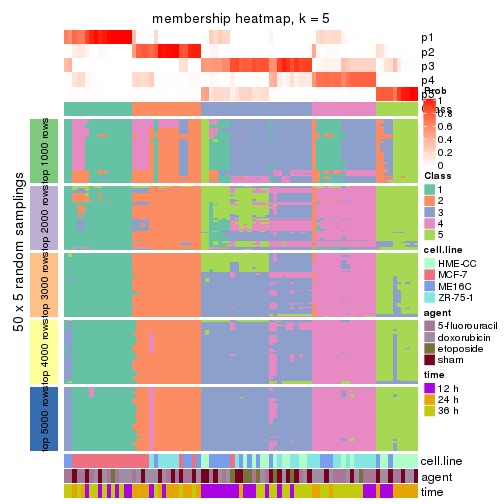 membership heatmap, k = 5
p1
p2
p3
p4
p5
Prob
1
0.8
0.6
0.4
0.2
0
Class
Class
1
2
3
4
5
cell.line
HME-CC
MCF-7
ME16C
ZR-75-1
agent
5-fluorouracil
doxorubicin
etoposide
sham
time
12 h
24 h
36 h
50 x 5 random samplings
top 1000 rows
top 2000 rows
top 3000 rows
top 4000 rows
top 5000 rows
cell.line
agent
time